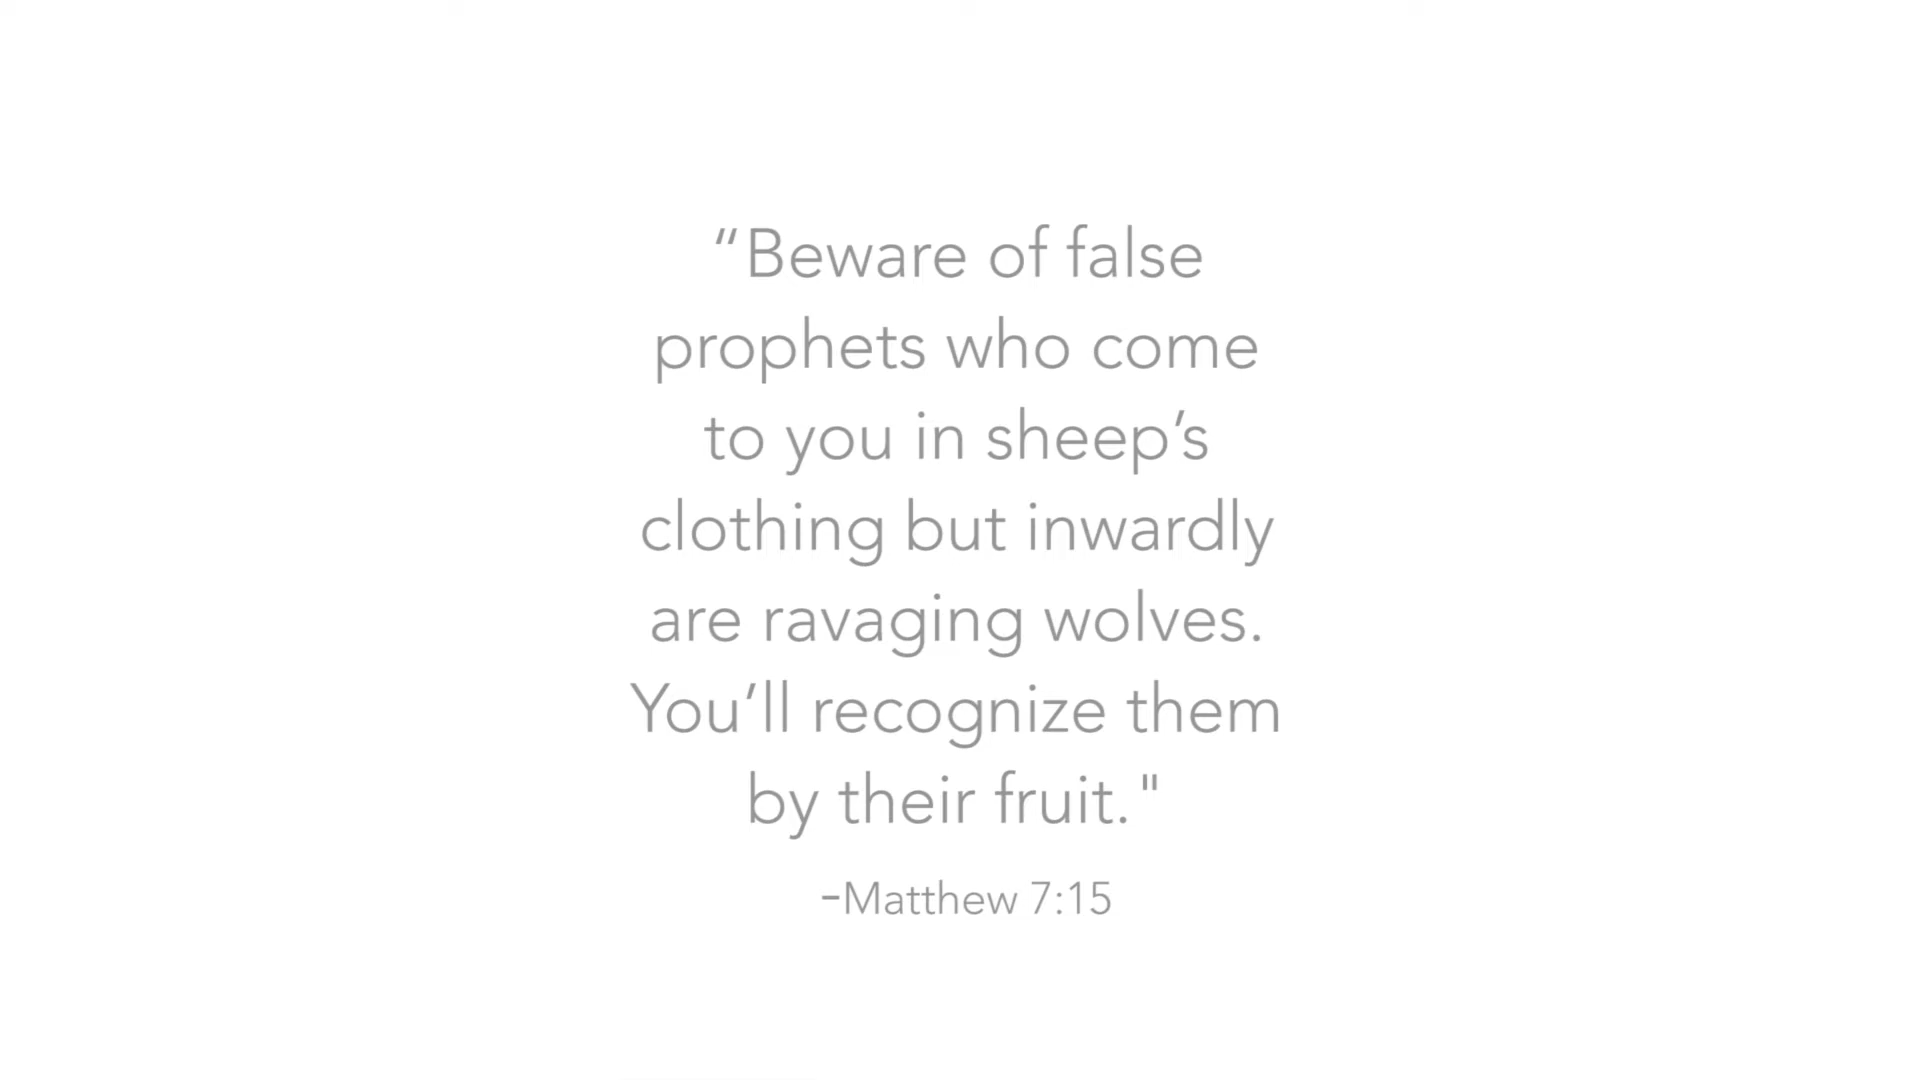 “Beware of false
prophets who come
to you in sheep’s
clothing but inwardly
are ravaging wolves.
You’ll recognize them
by their fruit."
–Matthew 7:15